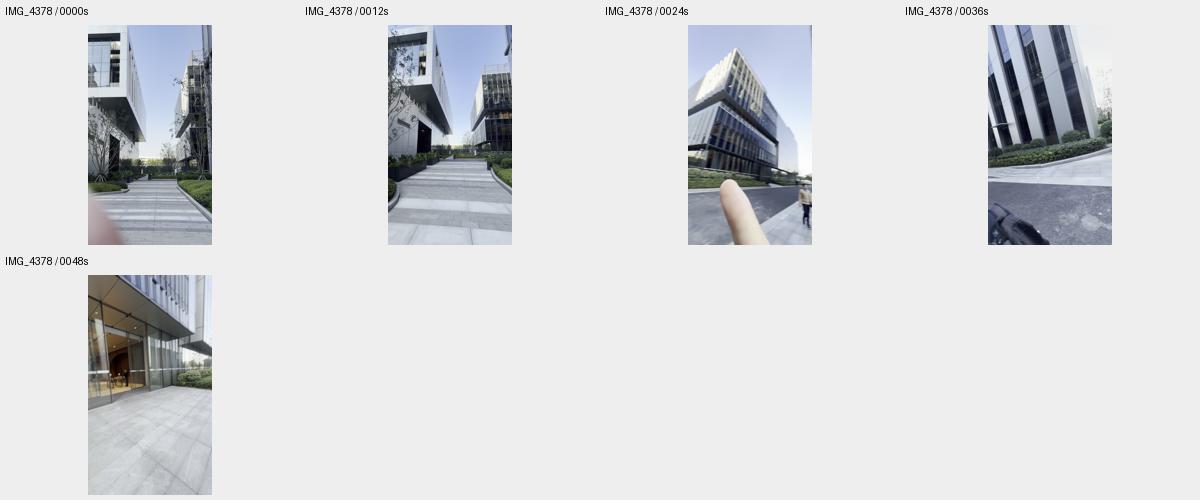 IMG_4378 / 0000s
IMG_4378 / 0012s
IMG_4378 / 0024s
IMG_4378 / 0036s
IMG_4378 / 0048s